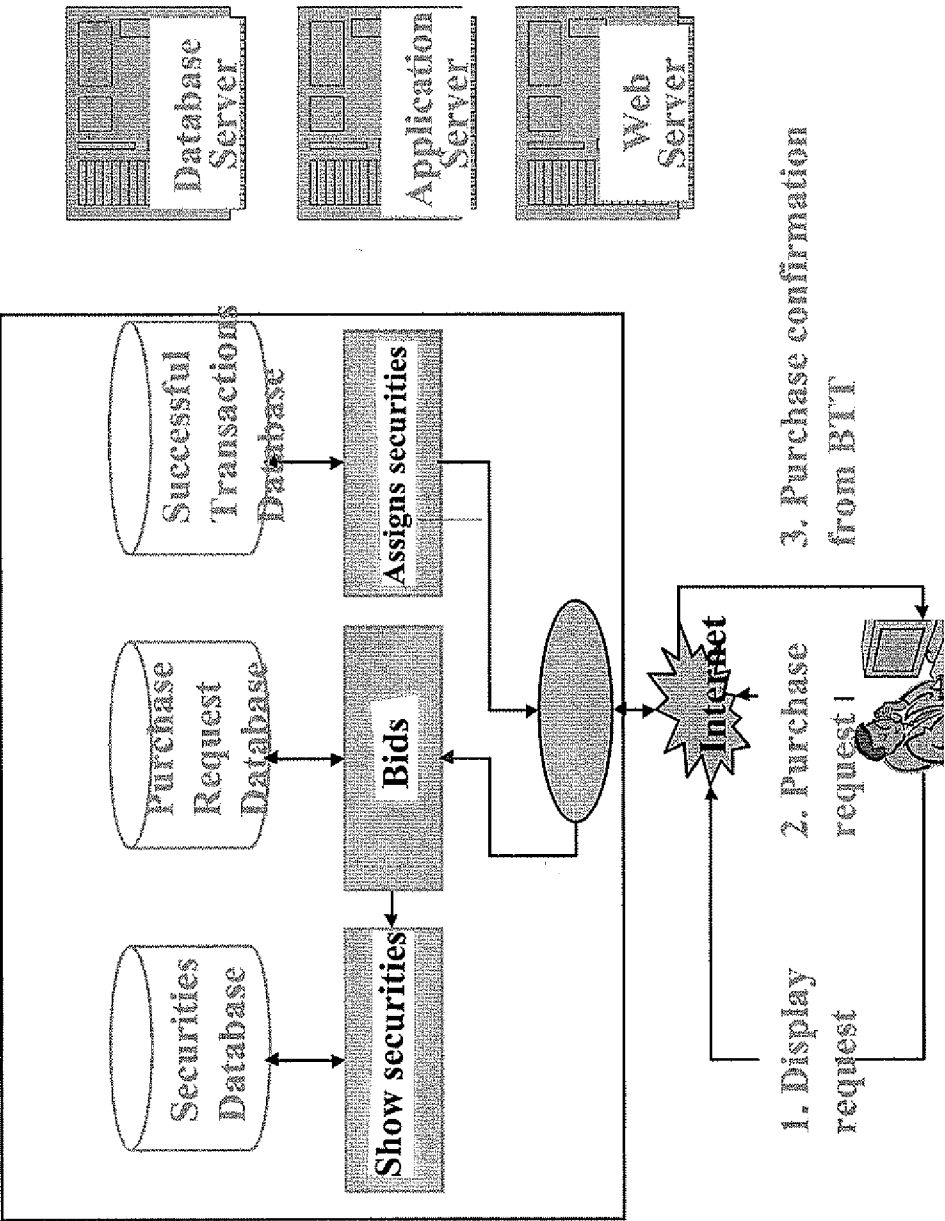 Securities
Database
Purchase
Request
Database
Successful
Transactions
Database
Database
Server
Show securities
Bids
Assigns securities
Application
Server
Web
Server
Internet
1. Display
request
2. Purchase
request |
3. Purchase confirmation
from BTT